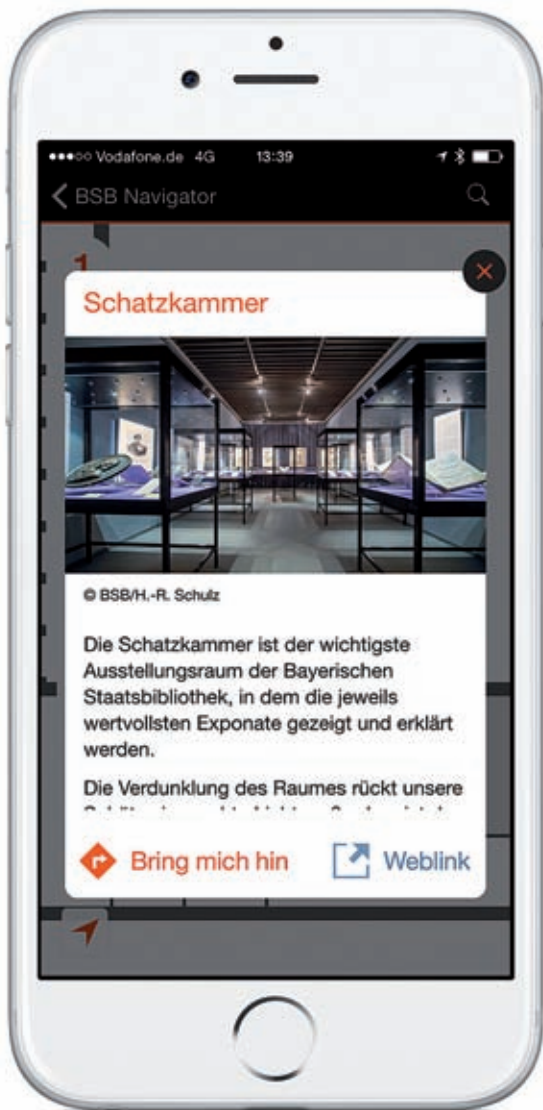 Vodafone.de 4G 13:39
BSB Navigator
1
Schatzkammer
© BSB/H.-R. Schulz
Die Schatzkammer ist der wichtigste
Ausstellungsraum der Bayerischen
Staatsbibliothek, in dem die jeweils
wertvollsten Exponate gezeigt und erklärt
werden.
Die Verdunklung des Raumes rückt unsere
Bring mich hin
Weblink